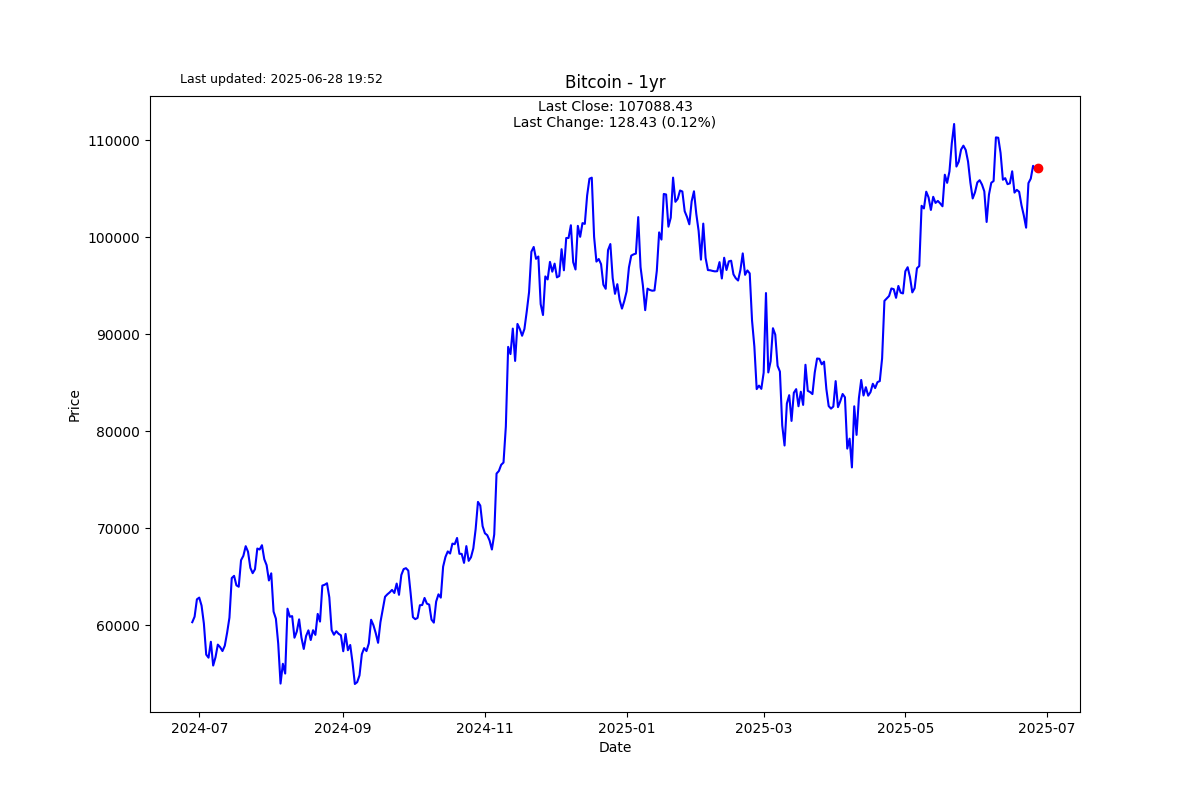 Last updated: 2025-06-28 19:52
Bitcoin - 1yr
Last Close: 107088.43
Last Change: 128.43 (0.12%)
110000
100000
90000
80000
70000
60000
Price
2024-07 2024-09 2024-11 2025-01 2025-03 2025-05 2025-07
Date